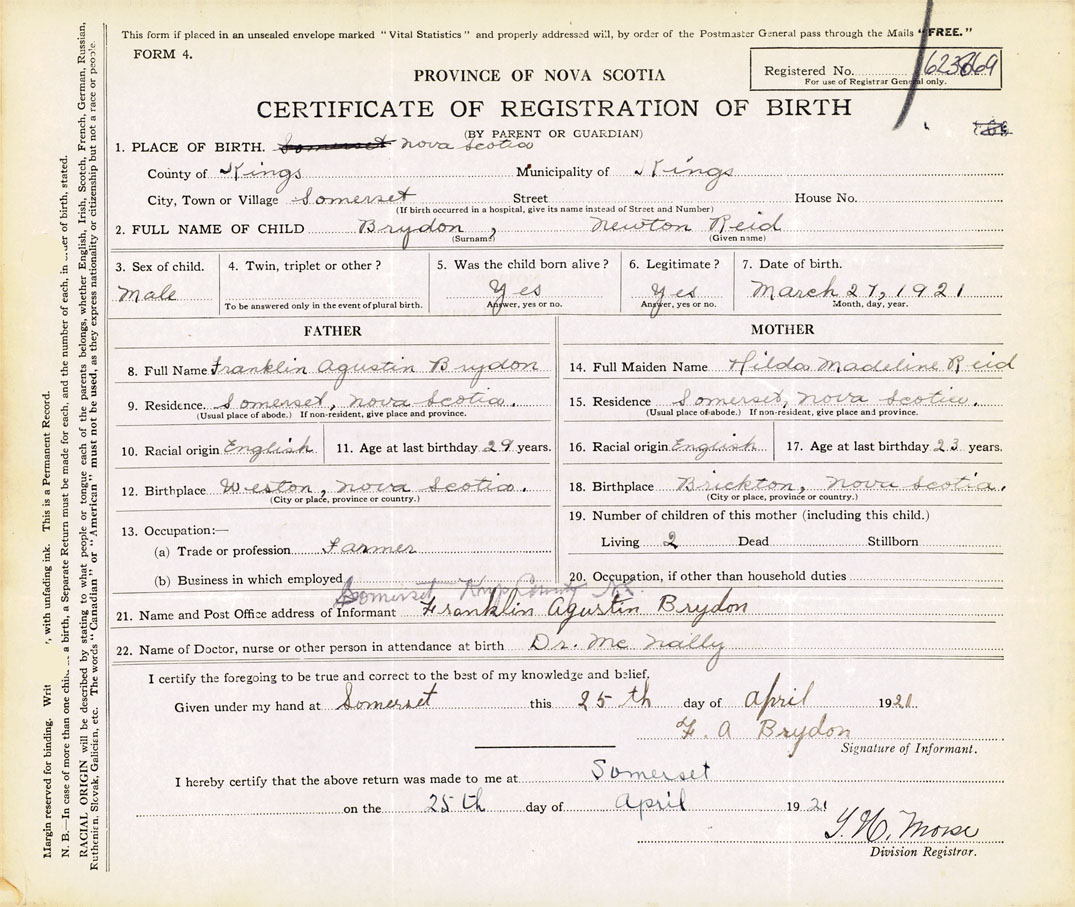 This form if placed in an unsealed envelope marked "Vital Statistics" and properly addressed will, by order of the Postmaster General pass through the Mails "FREE."
FORM 4.
Registered No.
For use of Registrar General only.
PROVINCE OF NOVA SCOTIA
CERTIFICATE OF REGISTRATION OF BIRTH
(BY PARENT OR GUARDIAN)
1. PLACE OF BIRTH. Somerset Nova Scotia
County of Kings Municipality of Kings
City, Town or Village Somerset Street House No.
(If birth occurred in a hospital, give its name instead of Street and Number)
2. FULL NAME OF CHILD Brydon, Newton Reid
(Surname) (Given name)
3. Sex of child. 4. Twin, triplet or other? 5. Was the child born alive? 6. Legitimate? 7. Date of birth.
Male Yes Yes March 27, 1921
To be answered only in the event of plural birth. Answer, yes or no. Answer, yes or no. Month, day, year.
FATHER MOTHER
8. Full Name Franklin Agustin Brydon 14. Full Maiden Name Hilda Madeline Reid
9. Residence. Somerset, Nova Scotia. 15. Residence Somerset, Nova Scotia.
(Usual place of abode.) If non-resident, give place and province. (Usual place of abode.) If non-resident, give place and province.
10. Racial origin English 11. Age at last birthday 29 years. 16. Racial origin English 17. Age at last birthday 23 years.
12. Birthplace Weston, Nova Scotia. 18. Birthplace Brickton, Nova Scotia.
(City or place, province or country.) (City or place, province or country.)
13. Occupation:— 19. Number of children of this mother (including this child.)
(a) Trade or profession Farmer Living 2 Dead Stillborn
(b) Business in which employed 20. Occupation, if other than household duties
Somerset Kings County N.S.
21. Name and Post Office address of Informant Franklin Agustin Brydon
22. Name of Doctor, nurse or other person in attendance at birth Dr. Mc Nally
I certify the foregoing to be true and correct to the best of my knowledge and belief.
Given under my hand at Somerset this 25th day of April 1921.
F. A Brydon
Signature of Informant.
I hereby certify that the above return was made to me at Somerset
on the 25th day of April 1921
Morse
Division Registrar.
Margin reserved for binding. with unfading ink. This is a Permanent Record.
N. B.—In case of more than one a birth, a Separate Return must be made for each, and the number of each, in of birth, stated.
RACIAL ORIGIN will be described by stating to what people or tongue each of the parents belongs, whether English, Irish, Scotch, French, German, Russian,
Ruthenien, Slovak, Galician, etc. The words "Canadian" or "American" must not be used, as they express nationality or citizenship but not a race or people.